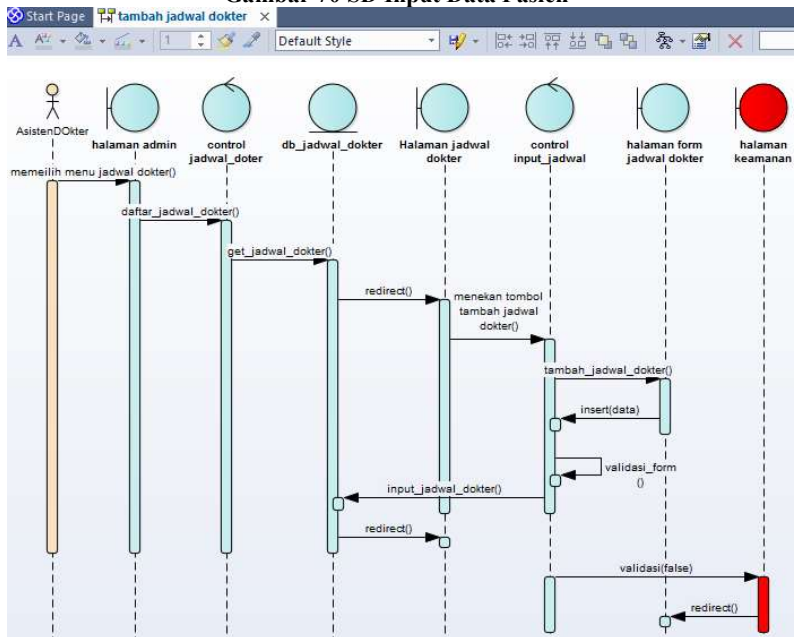 Gambar 70 SD Input Data Pasien
Start Page
tambah jadwal dokter
1
Default Style
AsistenDOkter
halaman admin
control
jadwal_doter
db_jadwal_dokter
Halaman jadwal
dokter
control
input_jadwal
halaman form
jadwal dokter
halaman
keamanan
memeilih menu jadwal dokter()
daftar_jadwal_dokter()
get_jadwal_dokter()
redirect()
menekan tombol
tambah jadwal
dokter()
tambah_jadwal_dokter()
insert(data)
validasi_form
()
input_jadwal_dokter()
redirect()
validasi(false)
redirect()